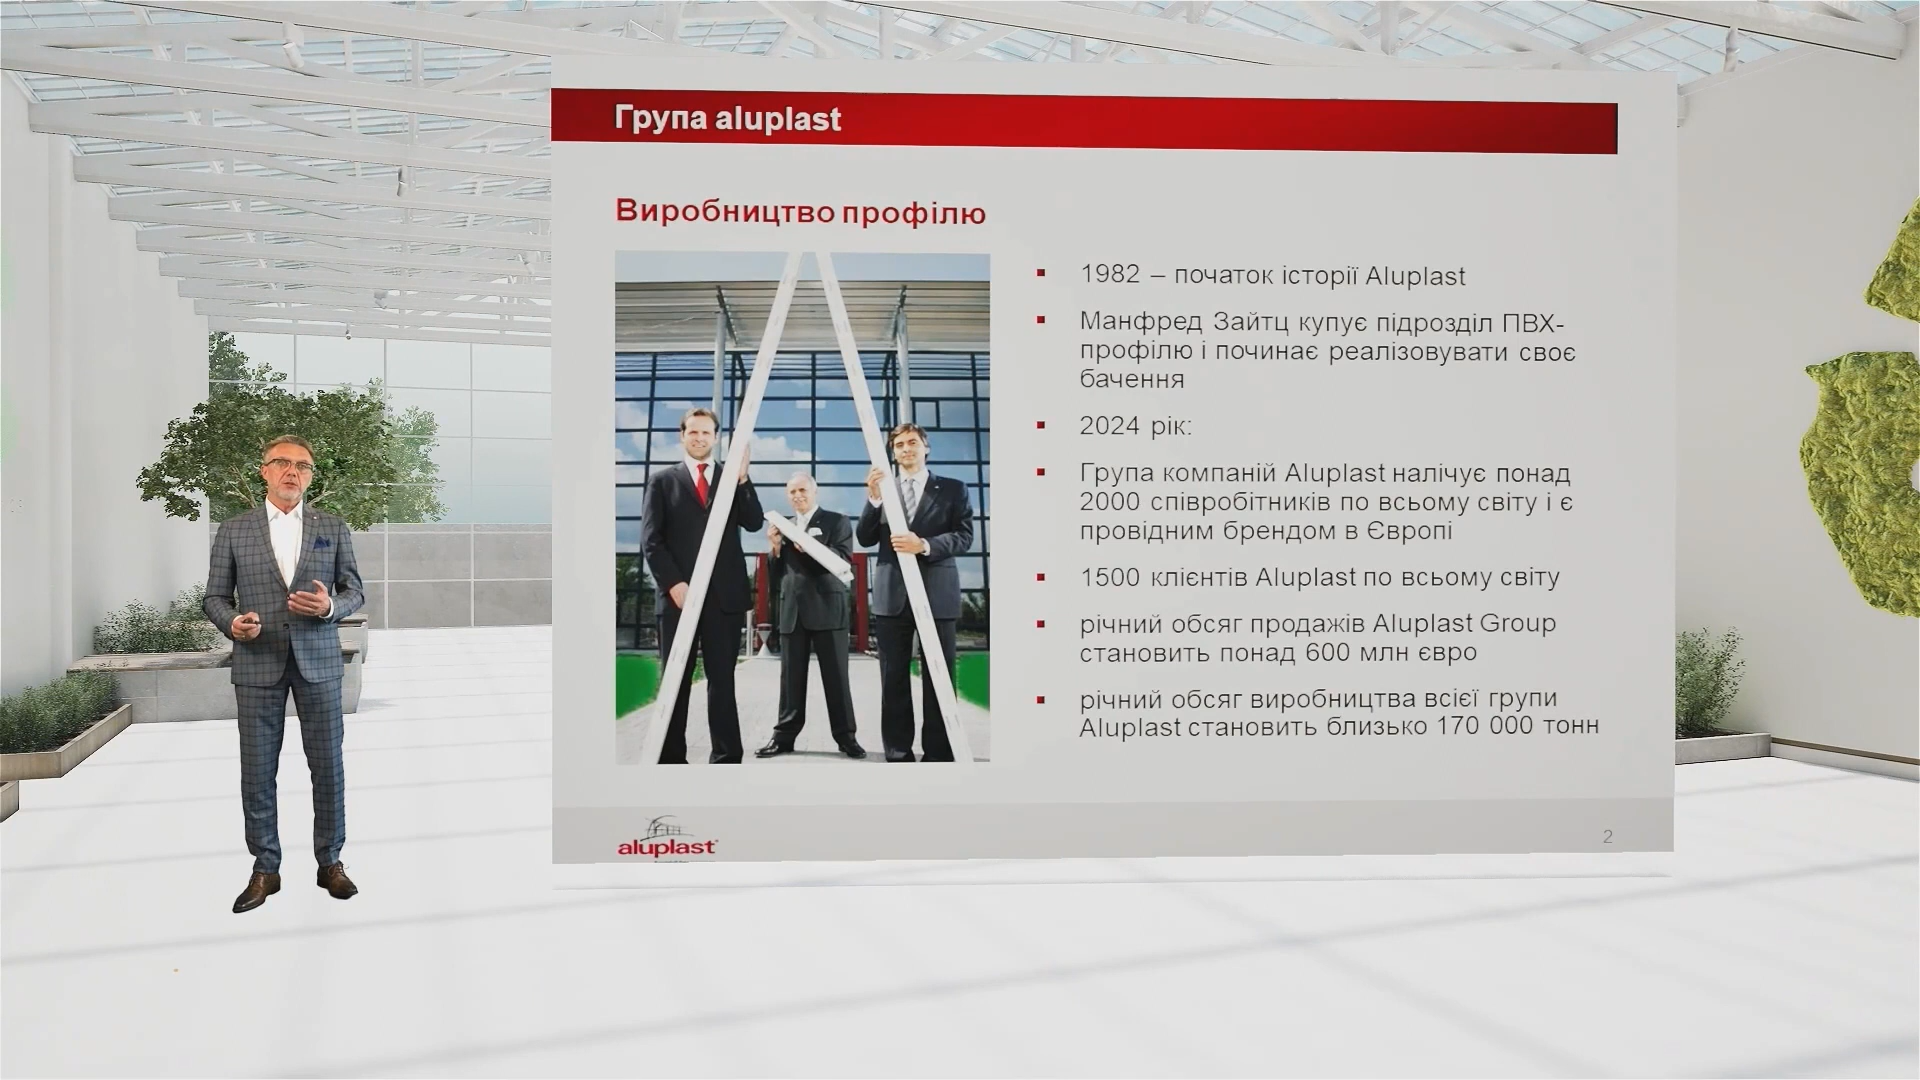 Група aluplast
Виробництво профілю
1982 – початок історії Aluplast
Манфред Зайтц купує підрозділ ПВХ-
профілю і починає реалізовувати своє
бачення
2024 рік:
Група компаній Aluplast налічує понад
2000 співробітників по всьому світу і є
провідним брендом в Європі
1500 клієнтів Aluplast по всьому світу
річний обсяг продажів Aluplast Group
становить понад 600 млн євро
річний обсяг виробництва всієї групи
Aluplast становить близько 170 000 тонн
aluplast
2